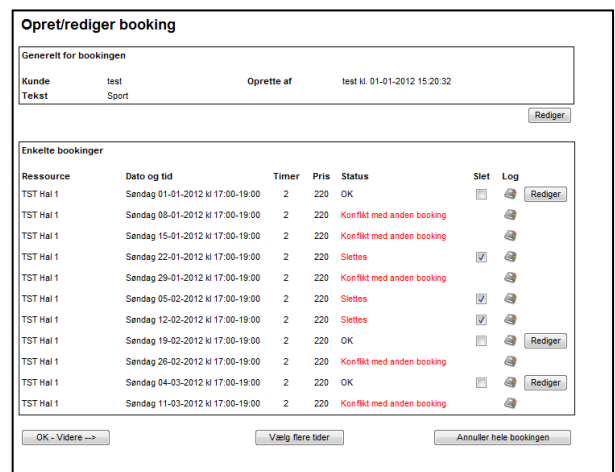 Opret/rediger booking
Generelt for bookingen
Kunde test Oprette af test kl. 01-01-2012 15:20:32
Tekst Sport
Rediger
Enkelte bookinger
Ressource Dato og tid Timer Pris Status Slet Log
TST Hal 1 Søndag 01-01-2012 kl 17:00-19:00 2 220 OK Rediger
TST Hal 1 Søndag 08-01-2012 kl 17:00-19:00 2 220 Konflikt med anden booking
TST Hal 1 Søndag 15-01-2012 kl 17:00-19:00 2 220 Konflikt med anden booking
TST Hal 1 Søndag 22-01-2012 kl 17:00-19:00 2 220 Slettes
TST Hal 1 Søndag 29-01-2012 kl 17:00-19:00 2 220 Konflikt med anden booking
TST Hal 1 Søndag 05-02-2012 kl 17:00-19:00 2 220 Slettes
TST Hal 1 Søndag 12-02-2012 kl 17:00-19:00 2 220 Slettes
TST Hal 1 Søndag 19-02-2012 kl 17:00-19:00 2 220 OK Rediger
TST Hal 1 Søndag 26-02-2012 kl 17:00-19:00 2 220 Konflikt med anden booking
TST Hal 1 Søndag 04-03-2012 kl 17:00-19:00 2 220 OK Rediger
TST Hal 1 Søndag 11-03-2012 kl 17:00-19:00 2 220 Konflikt med anden booking
OK - Videre --> Vælg flere tider Annuller hele bookingen